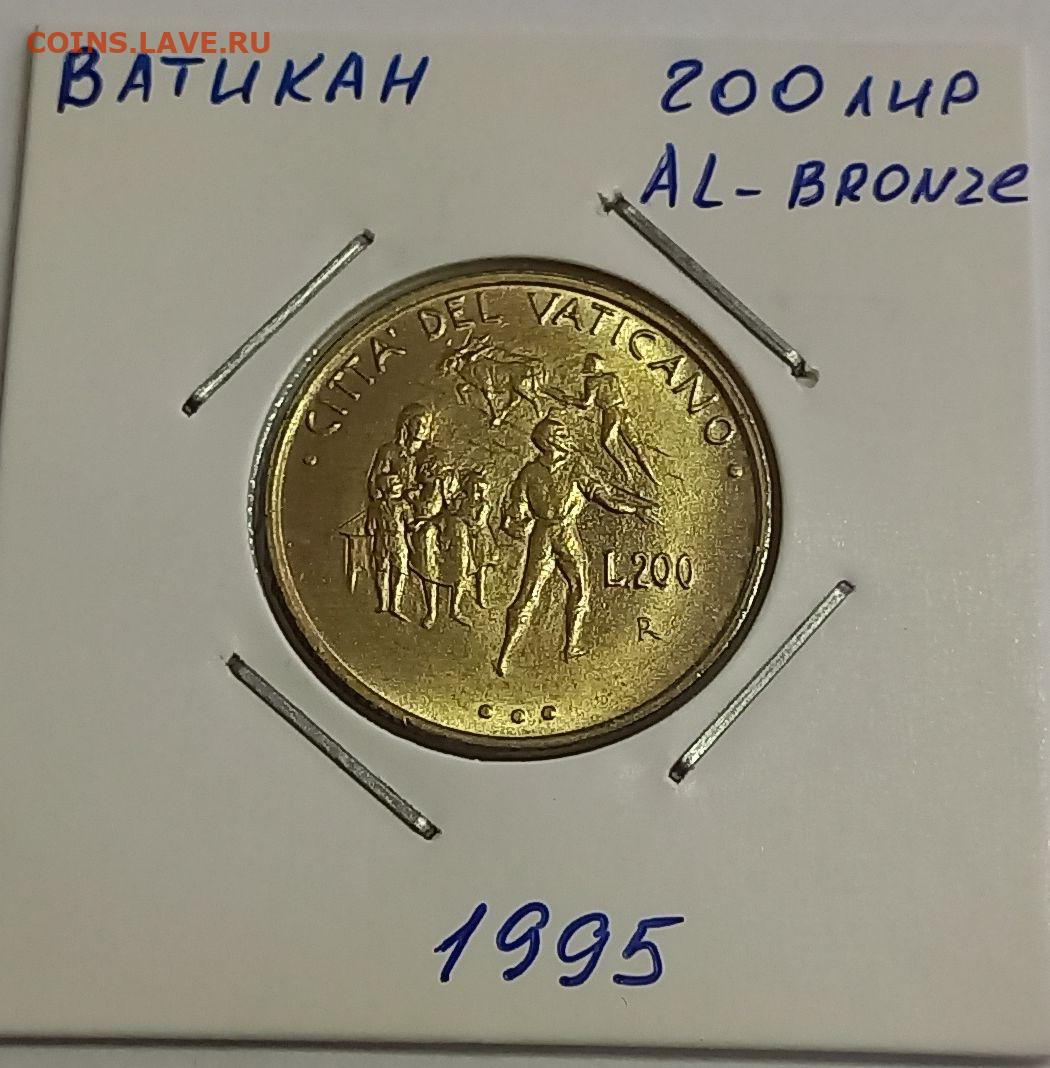 COINS.LAVE.RU
ВАТИКАН 200 лир
AL-BRONZE
· CITTA' DEL VATICANO ·
L.200
R
1995